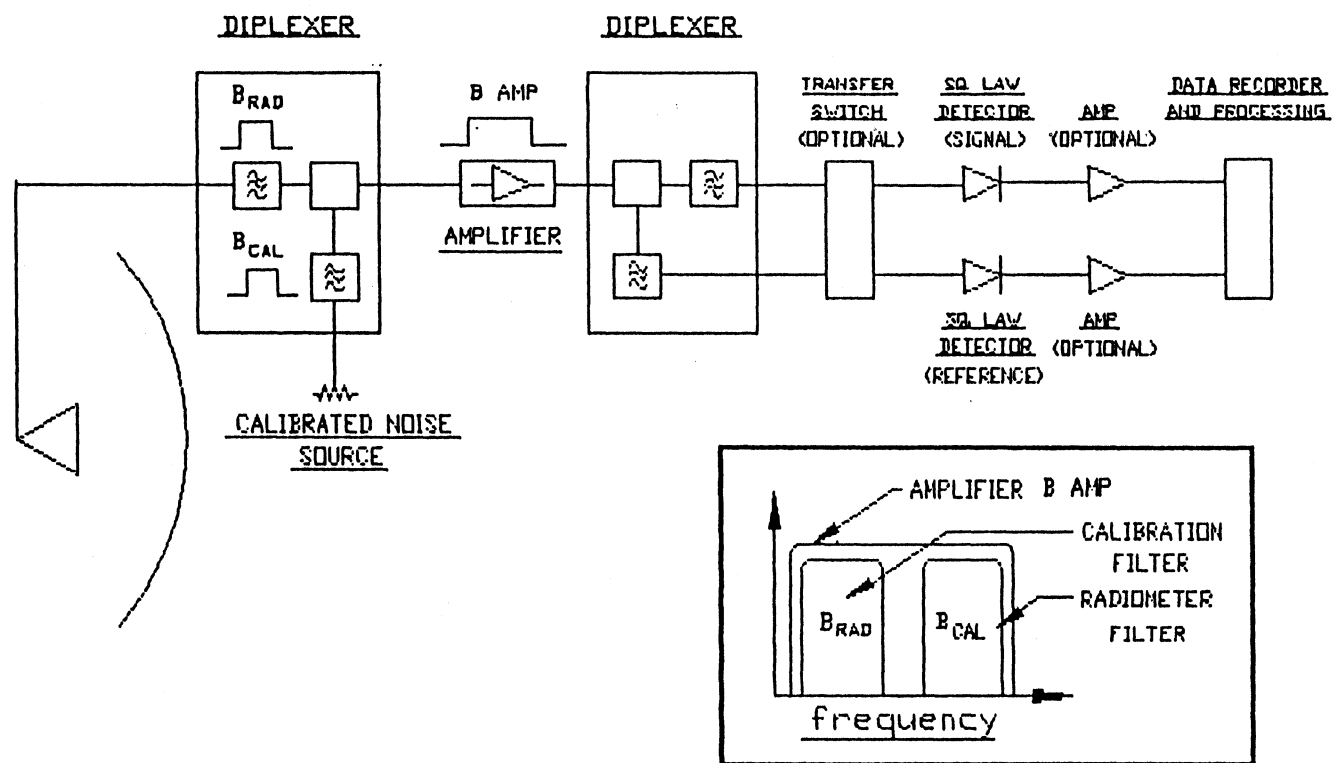 DIPLEXER
DIPLEXER
B RAD
B AMP
TRANSFER
SWITCH
(OPTIONAL)
SQ LAW
DETECTOR
(SIGNAL)
AMP
(OPTIONAL)
DATA RECORDER
AND PROCESSING
AMPLIFIER
B CAL
SQ. LAW
DETECTOR
(REFERENCE)
AMP
(OPTIONAL)
CALIBRATED NOISE
SOURCE
AMPLIFIER B AMP
CALIBRATION
FILTER
RADIOMETER
FILTER
B RAD
B CAL
frequency